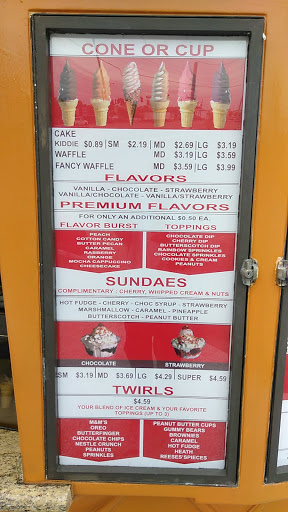 CONE OR CUP
CAKE
KIDDIE $0.89 SM $2.19 MD $2.69 LG $3.19
WAFFLE MD $3.19 LG $3.59
FANCY WAFFLE MD $3.59 LG $3.99
FLAVORS
VANILLA - CHOCOLATE - STRAWBERRY
VANILLA/CHOCOLATE - VANILLA/STRAWBERRY
PREMIUM FLAVORS
FOR ONLY AN ADDITIONAL $0.50 EA.
FLAVOR BURST
PEACH
COTTON CANDY
BUTTER PECAN
CARAMEL
RASBERRY
ORANGE
MOCHA CAPPUCCINO
CHEESECAKE
TOPPINGS
CHOCOLATE DIP
CHERRY DIP
BUTTERSCOTCH DIP
RAINBOW SPRINKLES
CHOCOLATE SPRINKLES
COOKIES & CREAM
PEANUTS
SUNDAES
COMPLIMENTARY : CHERRY, WHIPPED CREAM & NUTS
HOT FUDGE - CHERRY - CHOC SYRUP - STRAWBERRY
MARSHMALLOW - CARAMEL - PINEAPPLE
BUTTERSCOTCH - PEANUT BUTTER
CHOCOLATE STRAWBERRY
SM $3.19 MD $3.69 LG $4.29 SUPER $4.59
TWIRLS
$4.59
YOUR BLEND OF ICE CREAM & YOUR FAVORITE
TOPPINGS (UP TO 3)
M&M'S
OREO
BUTTERFINGER
CHOCOLATE CHIPS
NESTLE CRUNCH
PEANUTS
SPRINKLES
PEANUT BUTTER CUPS
GUMMY BEARS
BROWNIES
CARAMEL
HOT FUDGE
HEATH
REESES'SPIECES